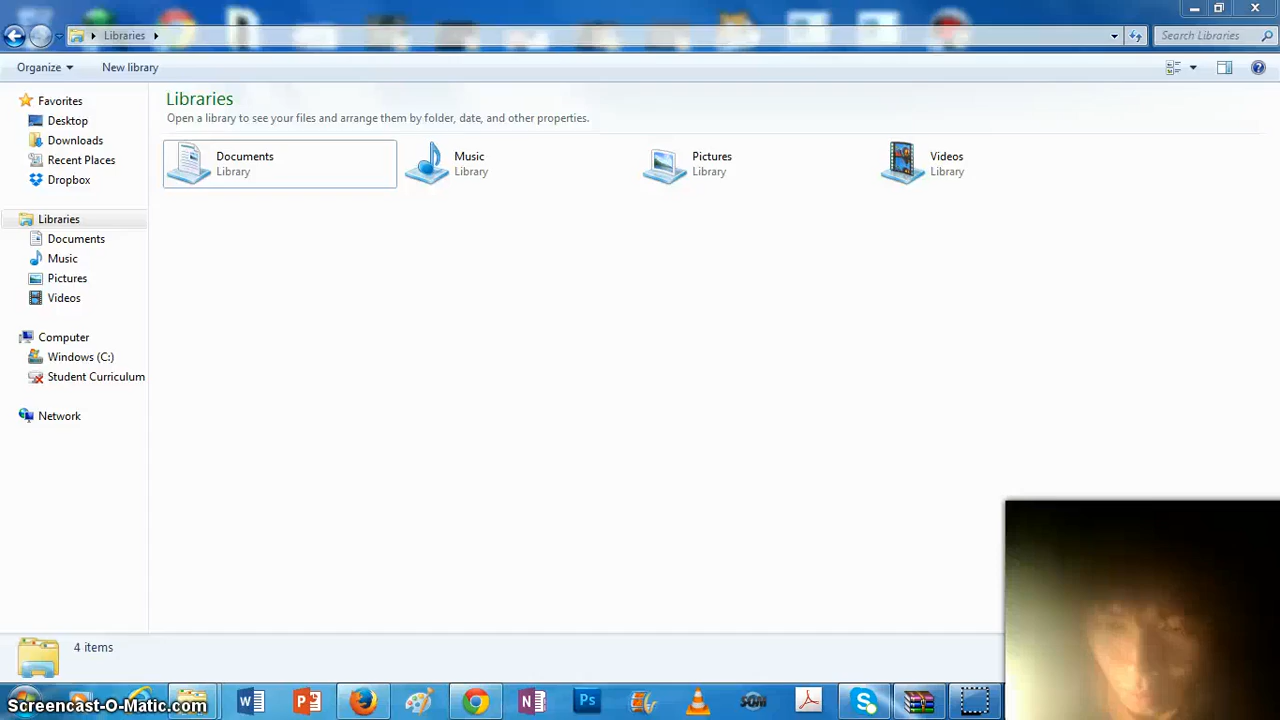 Libraries
Search Libraries
Organize
New library
Favorites
Desktop
Downloads
Recent Places
Dropbox
Libraries
Documents
Music
Pictures
Videos
Computer
Windows (C:)
Student Curriculum
Network
Libraries
Open a library to see your files and arrange them by folder, date, and other properties.
Documents
Library
Music
Library
Pictures
Library
Videos
Library
4 items
Screencast-O-Matic.com
W
P
N
Ps
SOM
S